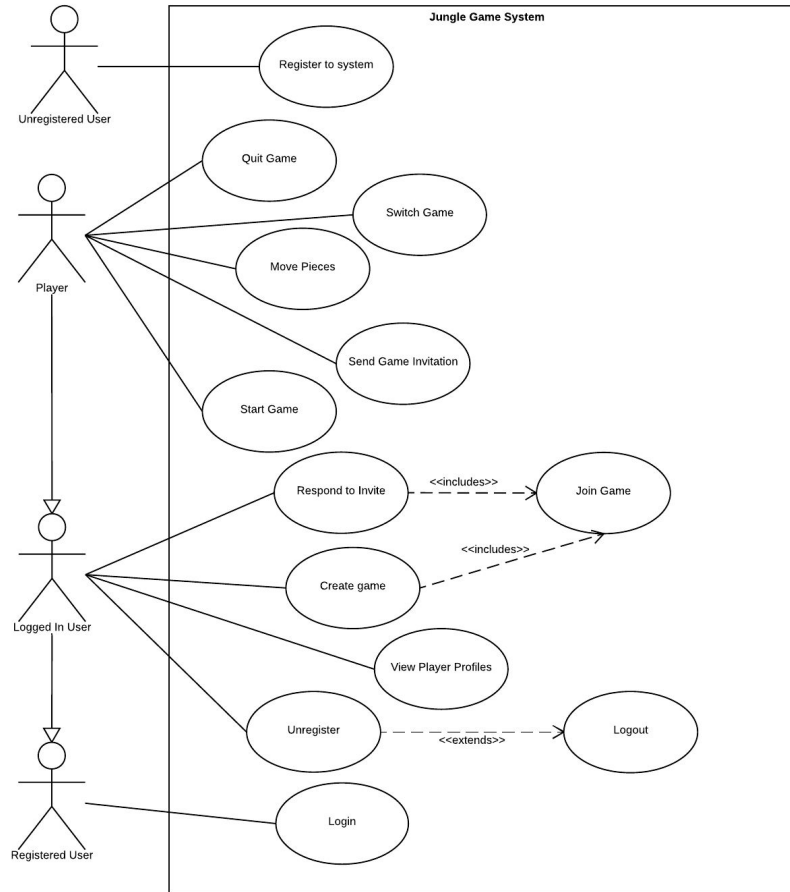 Jungle Game System
Register to system
Unregistered User
Quit Game
Switch Game
Move Pieces
Player
Send Game Invitation
Start Game
Respond to Invite
<<includes>>
Join Game
<<includes>>
Create game
Logged In User
View Player Profiles
Unregister
<<extends>>
Logout
Login
Registered User